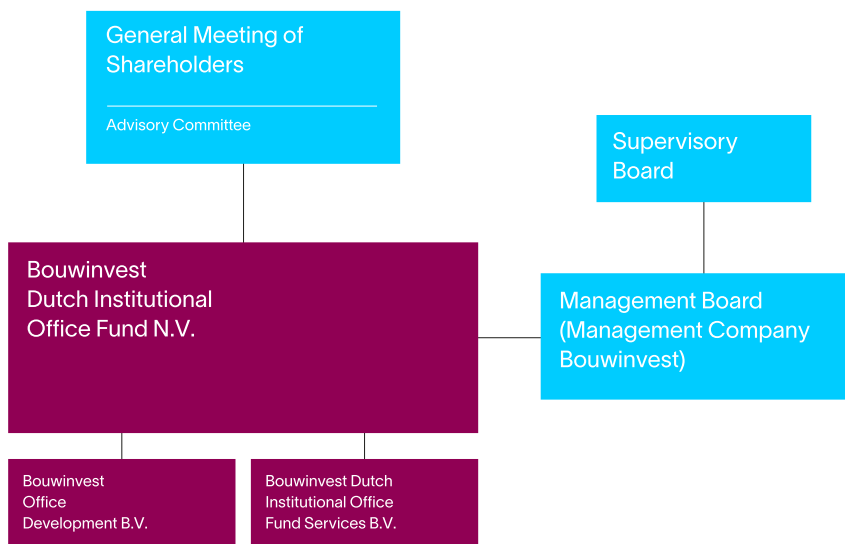 General Meeting of
Shareholders
Advisory Committee
Supervisory
Board
Bouwinvest
Dutch Institutional
Office Fund N.V.
Management Board
(Management Company
Bouwinvest)
Bouwinvest
Office
Development B.V.
Bouwinvest Dutch
Institutional Office
Fund Services B.V.